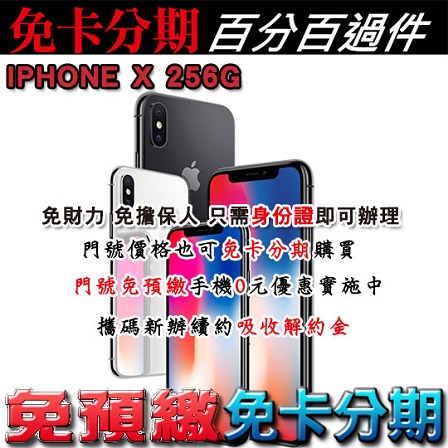 免卡分期 百分百過件
IPHONE X 256G
免財力 免擔保人 只需身份證即可辦理
門號價格也可免卡分期購買
門號免預繳手機0元優惠實施中
攜碼新辦續約吸收解約金
免預繳免卡分期